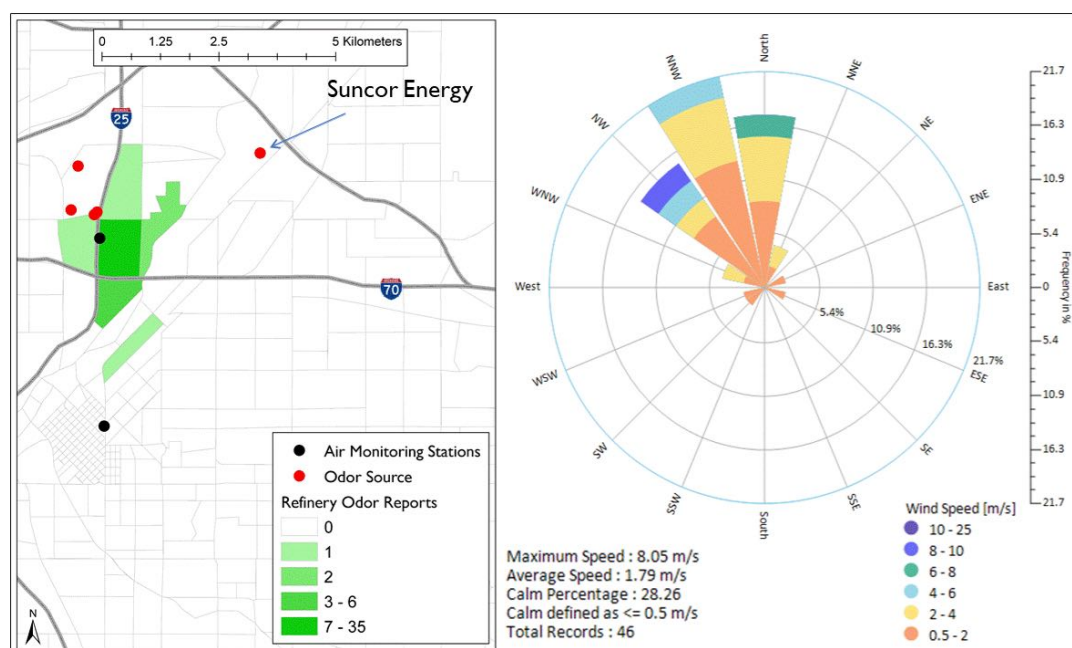 0 1.25 2.5 5 Kilometers
Suncor Energy
25
70
Air Monitoring Stations
Odor Source
Refinery Odor Reports
0
1
2
3 - 6
7 - 35
N
North
NNE
NE
ENE
East
ESE
SE
SSE
South
SSW
SW
WSW
West
WNW
NW
NNW
5.4%
10.9%
16.3%
21.7%
21.7
16.3
10.9
5.4
0
5.4
10.9
16.3
21.7
Frequency in %
Maximum Speed : 8.05 m/s
Average Speed : 1.79 m/s
Calm Percentage : 28.26
Calm defined as <= 0.5 m/s
Total Records : 46
Wind Speed [m/s]
10 - 25
8 - 10
6 - 8
4 - 6
2 - 4
0.5 - 2